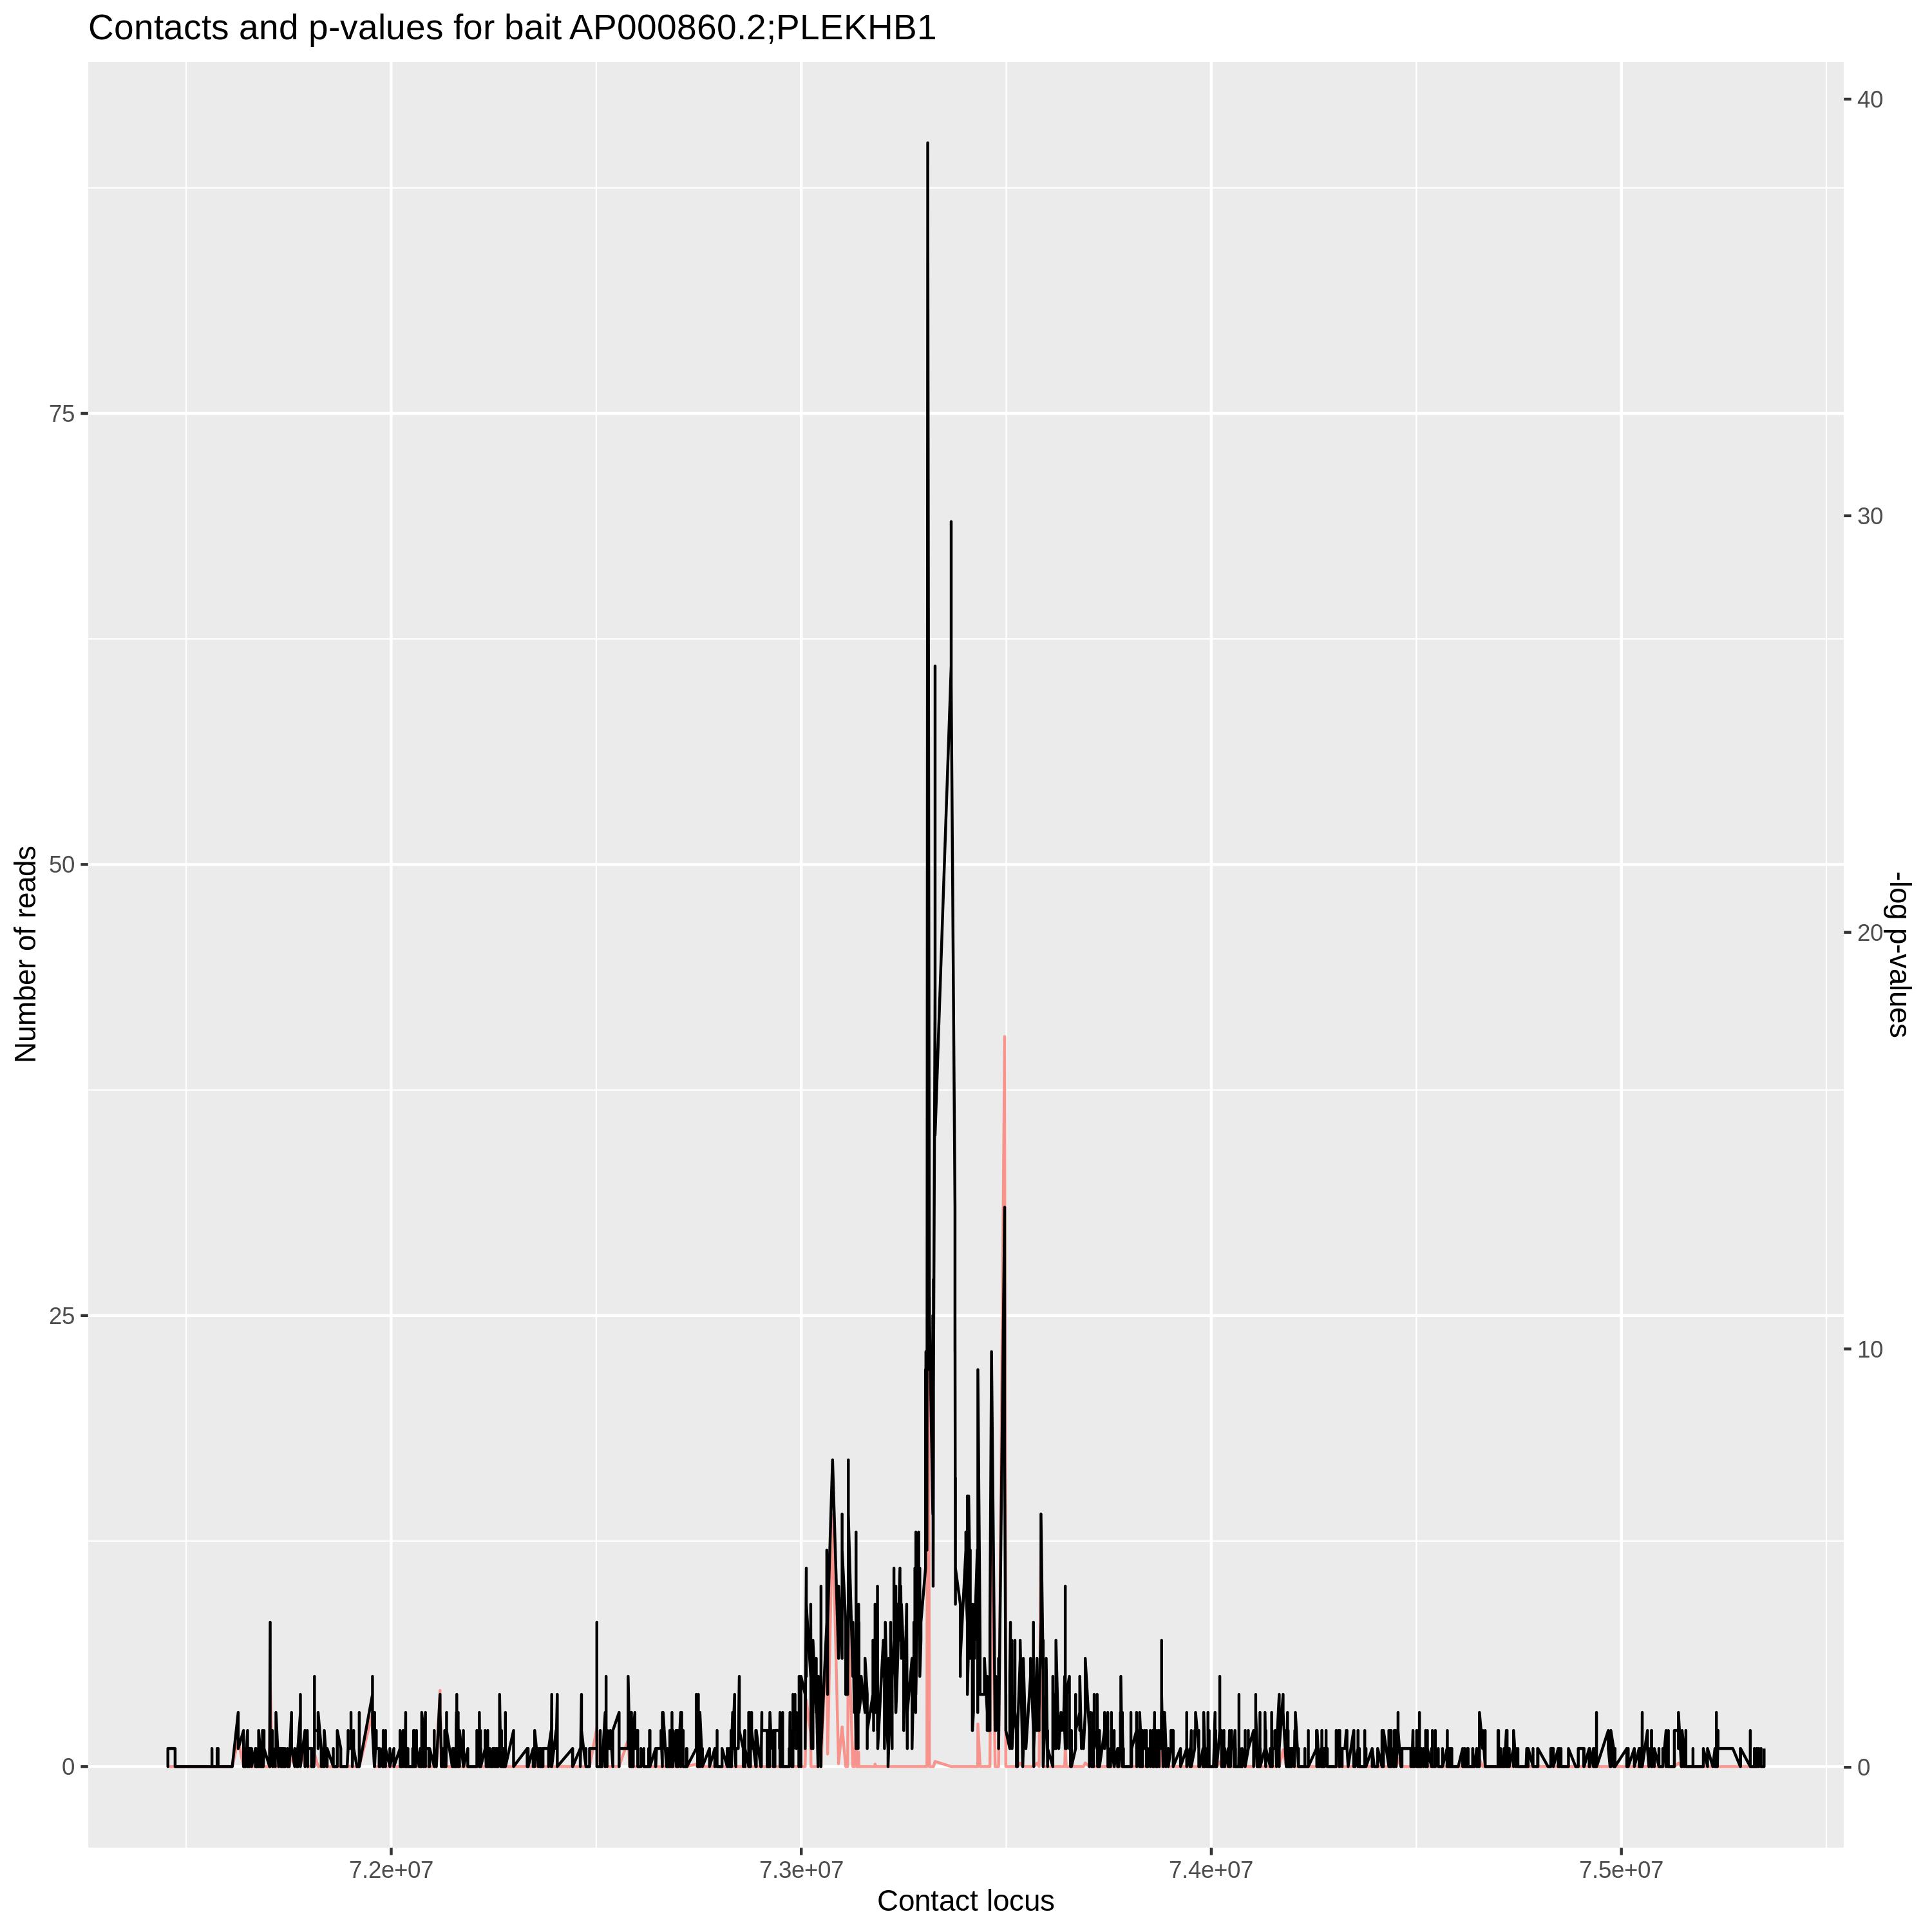 Contacts and p-values for bait AP000860.2;PLEKHB1
40
75
30
50
20
25
10
0
0
Number of reads
-log p-values
7.2e+07
7.3e+07
7.4e+07
7.5e+07
Contact locus